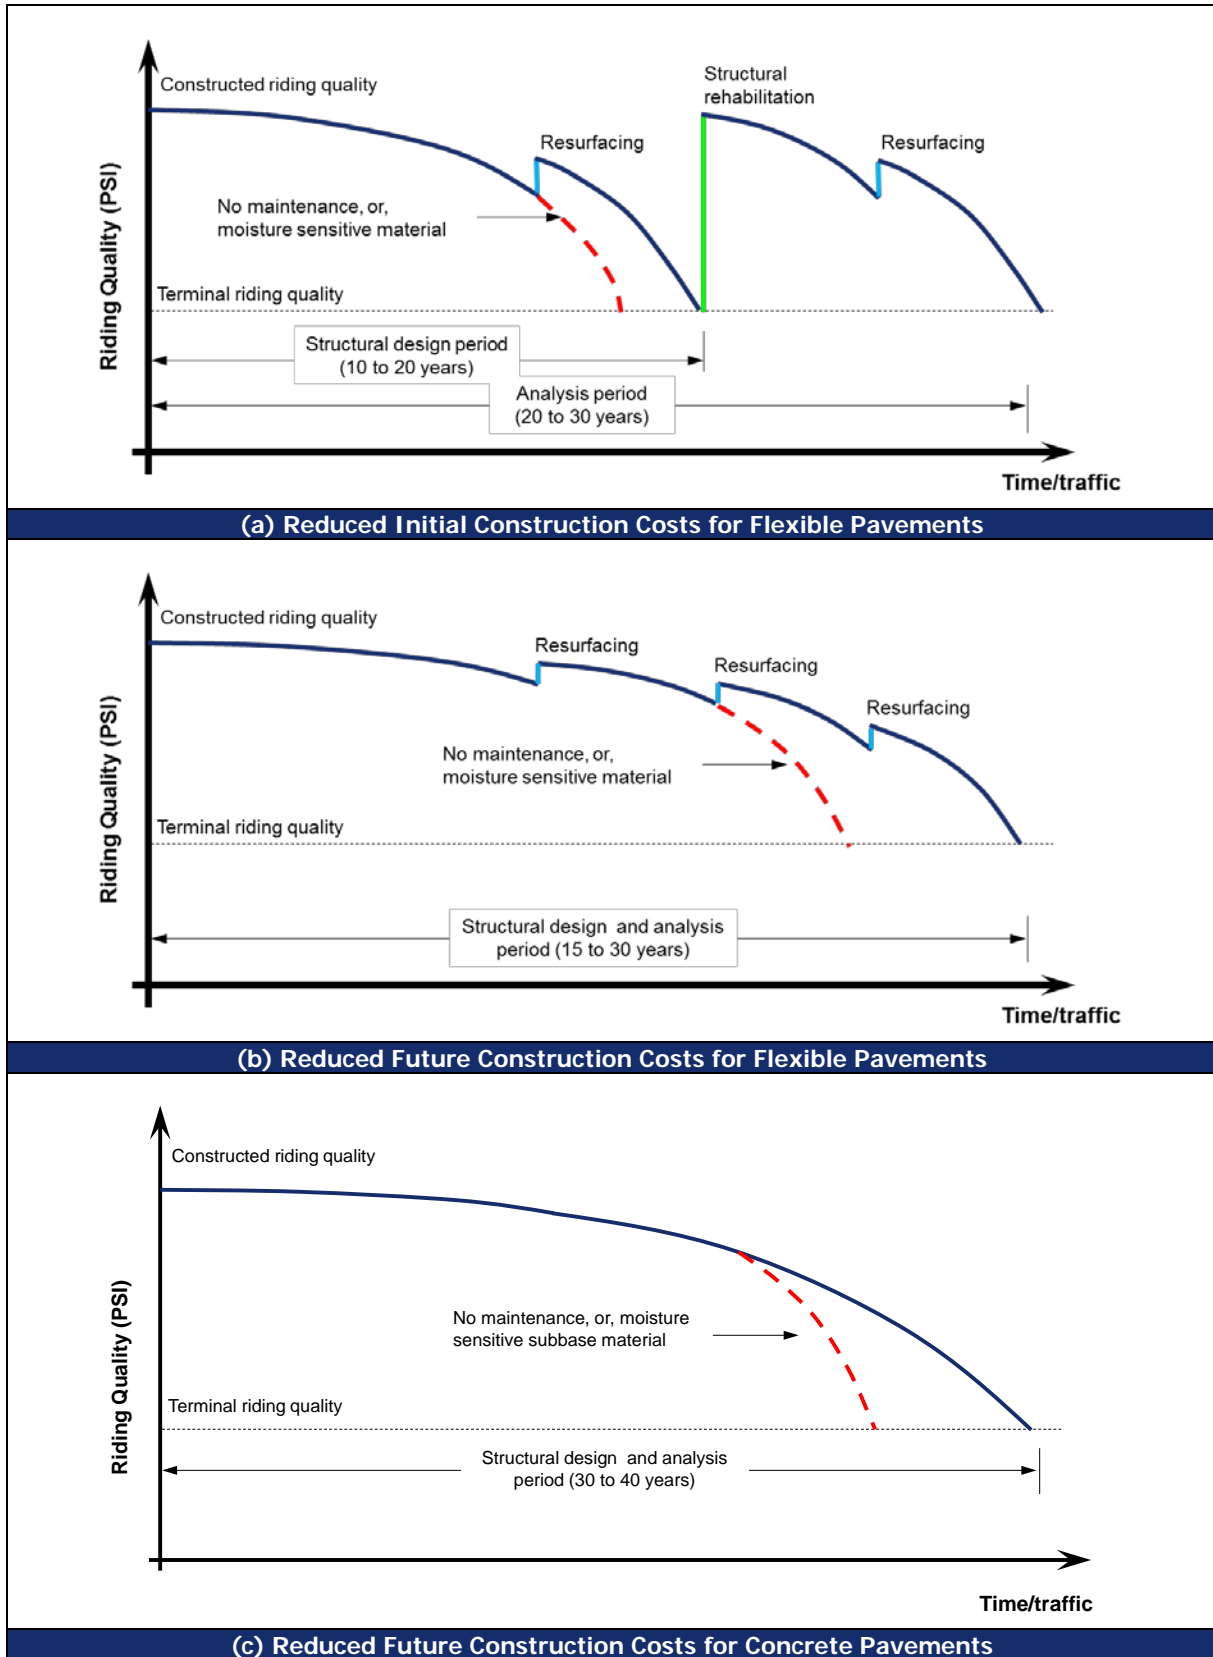 Constructed riding quality
Structural
rehabilitation
Resurfacing
Resurfacing
No maintenance, or,
moisture sensitive material
Terminal riding quality
Riding Quality (PSI)
Structural design period
(10 to 20 years)
Analysis period
(20 to 30 years)
Time/traffic
(a) Reduced Initial Construction Costs for Flexible Pavements
Constructed riding quality
Resurfacing
Resurfacing
Resurfacing
No maintenance, or,
moisture sensitive material
Terminal riding quality
Riding Quality (PSI)
Structural design and analysis
period (15 to 30 years)
Time/traffic
(b) Reduced Future Construction Costs for Flexible Pavements
Constructed riding quality
No maintenance, or, moisture
sensitive subbase material
Terminal riding quality
Riding Quality (PSI)
Structural design and analysis
period (30 to 40 years)
Time/traffic
(c) Reduced Future Construction Costs for Concrete Pavements